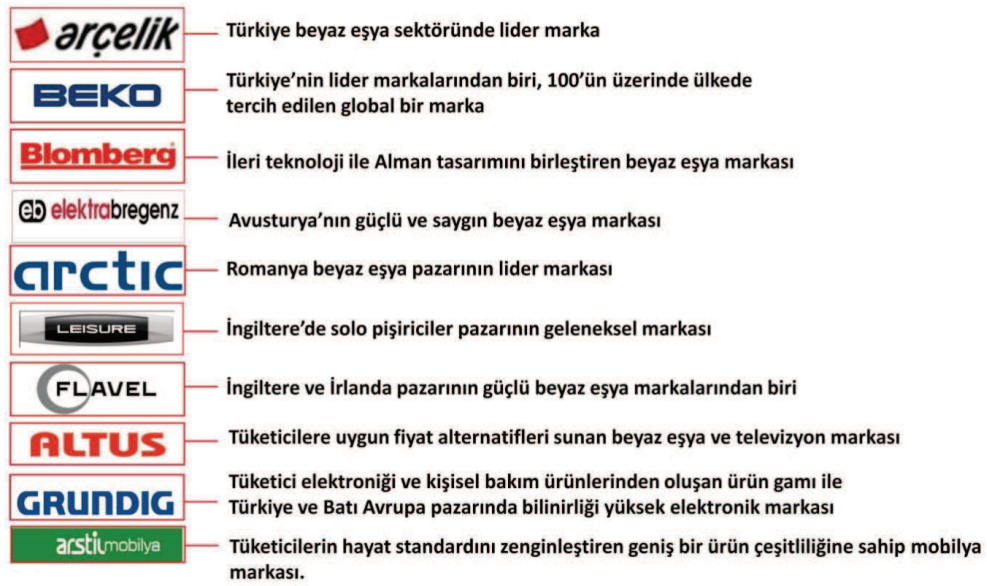 arçelik
Türkiye beyaz eşya sektöründe lider marka
BEKO
Türkiye’nin lider markalarından biri, 100’ün üzerinde ülkede
tercih edilen global bir marka
Blomberg
İleri teknoloji ile Alman tasarımını birleştiren beyaz eşya markası
eb elektrabregenz
Avusturya’nın güçlü ve saygın beyaz eşya markası
arctic
Romanya beyaz eşya pazarının lider markası
LEISURE
İngiltere’de solo pişiriciler pazarının geleneksel markası
FLAVEL
İngiltere ve İrlanda pazarının güçlü beyaz eşya markalarından biri
ALTUS
Tüketicilere uygun fiyat alternatifleri sunan beyaz eşya ve televizyon markası
GRUNDIG
Tüketici elektroniği ve kişisel bakım ürünlerinden oluşan ürün gamı ile
Türkiye ve Batı Avrupa pazarında bilinirliği yüksek elektronik markası
arstilmobilya
Tüketicilerin hayat standardını zenginleştiren geniş bir ürün çeşitliliğine sahip mobilya
markası.